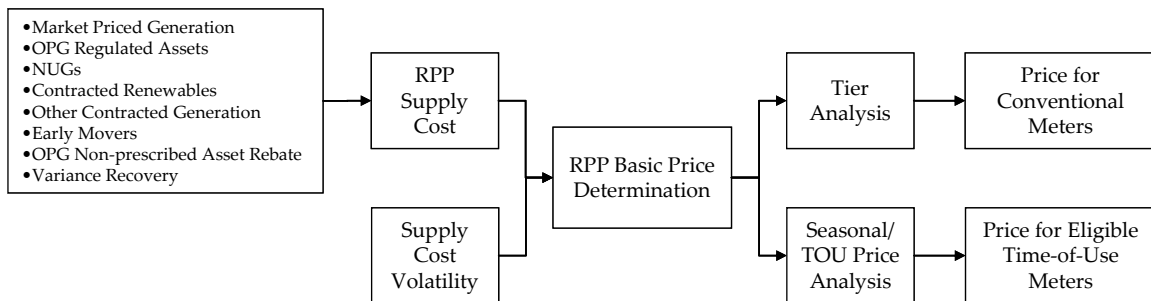 •Market Priced Generation
•OPG Regulated Assets
•NUGs
•Contracted Renewables
•Other Contracted Generation
•Early Movers
•OPG Non-prescribed Asset Rebate
•Variance Recovery
RPP
Supply
Cost
Supply
Cost
Volatility
RPP Basic Price
Determination
Tier
Analysis
Price for
Conventional
Meters
Seasonal/
TOU Price
Analysis
Price for Eligible
Time-of-Use
Meters